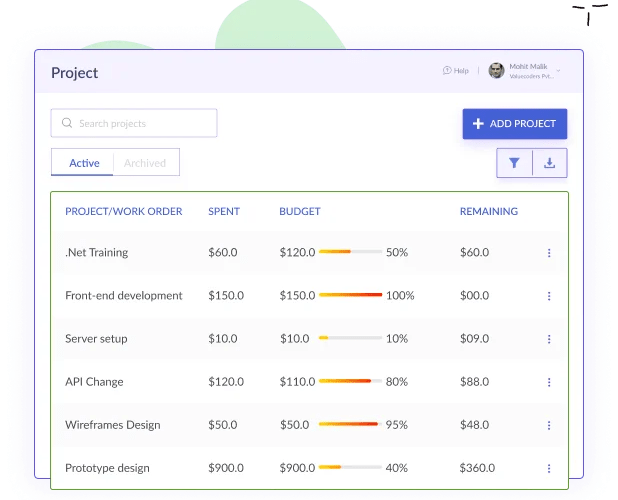 Project
Help
Mohit Malik
Valuecoders Pvt...
Search projects
ADD PROJECT
Active Archived
PROJECT/WORK ORDER SPENT BUDGET REMAINING
.Net Training $60.0 $120.0 50% $60.0
Front-end development $150.0 $150.0 100% $00.0
Server setup $10.0 $10.0 10% $09.0
API Change $120.0 $110.0 80% $88.0
Wireframes Design $50.0 $50.0 95% $48.0
Prototype design $900.0 $900.0 40% $360.0